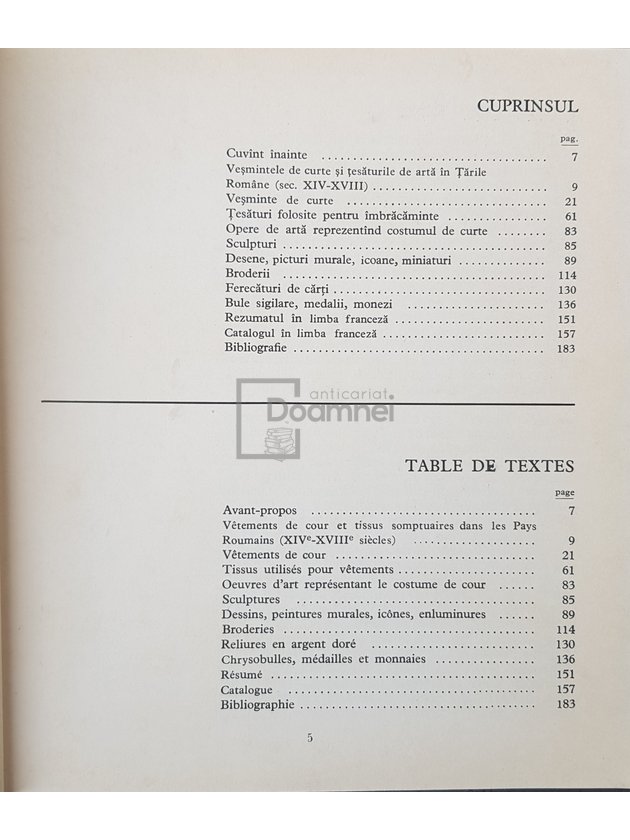 CUPRINSUL
pag.
Cuvînt înainte ................................... 7
Veşmintele de curte şi ţesăturile de artă în Ţările
Române (sec. XIV-XVIII) ........................... 9
Veşminte de curte ................................ 21
Ţesături folosite pentru îmbrăcăminte ................ 61
Opere de artă reprezentînd costumul de curte ........ 83
Sculpturi ......................................... 85
Desene, picturi murale, icoane, miniaturi .............. 89
Broderii .......................................... 114
Ferecături de cărţi ................................. 130
Bule sigilare, medalii, monezi ........................ 136
Rezumatul în limba franceză ........................ 151
Catalogul în limba franceză .......................... 157
Bibliografie ........................................ 183
anticariat
Doamnei
TABLE DE TEXTES
page
Avant-propos .................................... 7
Vêtements de cour et tissus somptuaires dans les Pays
Roumains (XIVe-XVIIIe siècles) ................... 9
Vêtements de cour ................................ 21
Tissus utilisés pour vêtements ...................... 61
Oeuvres d'art représentant le costume de cour ...... 83
Sculptures ...................................... 85
Dessins, peintures murales, icônes, enluminures ...... 89
Broderies ........................................ 114
Reliures en argent doré .......................... 130
Chrysobulles, médailles et monnaies ................ 136
Résumé .......................................... 151
Catalogue ....................................... 157
Bibliographie ..................................... 183
5